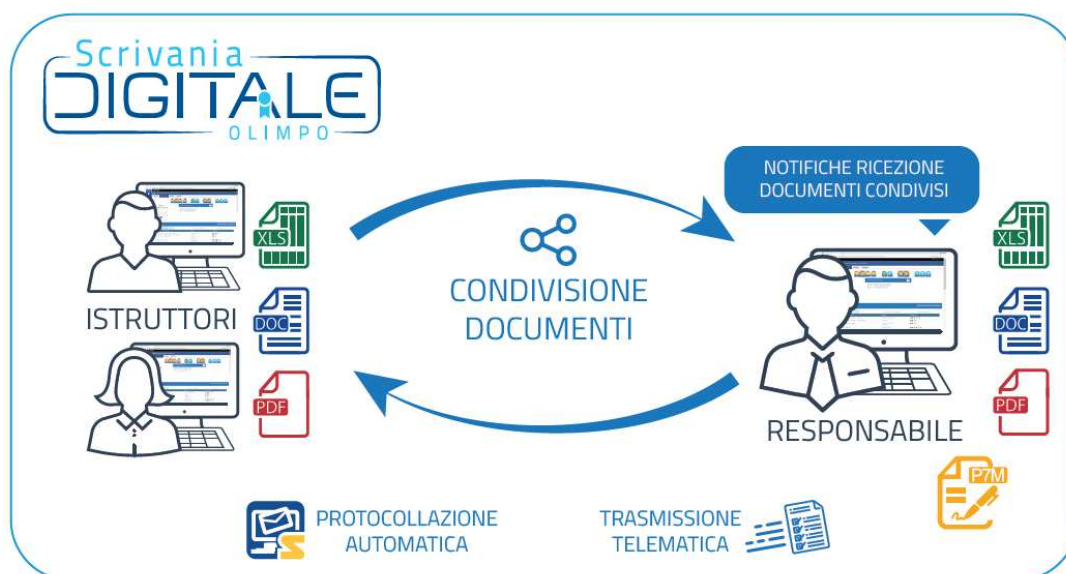 Scrivania
DIGITALE
OLIMPO
NOTIFICHE RICEZIONE
DOCUMENTI CONDIVISI
XLS
DOC
PDF
ISTRUTTORI
CONDIVISIONE
DOCUMENTI
XLS
DOC
PDF
RESPONSABILE
P7M
PROTOCOLLAZIONE
AUTOMATICA
TRASMISSIONE
TELEMATICA